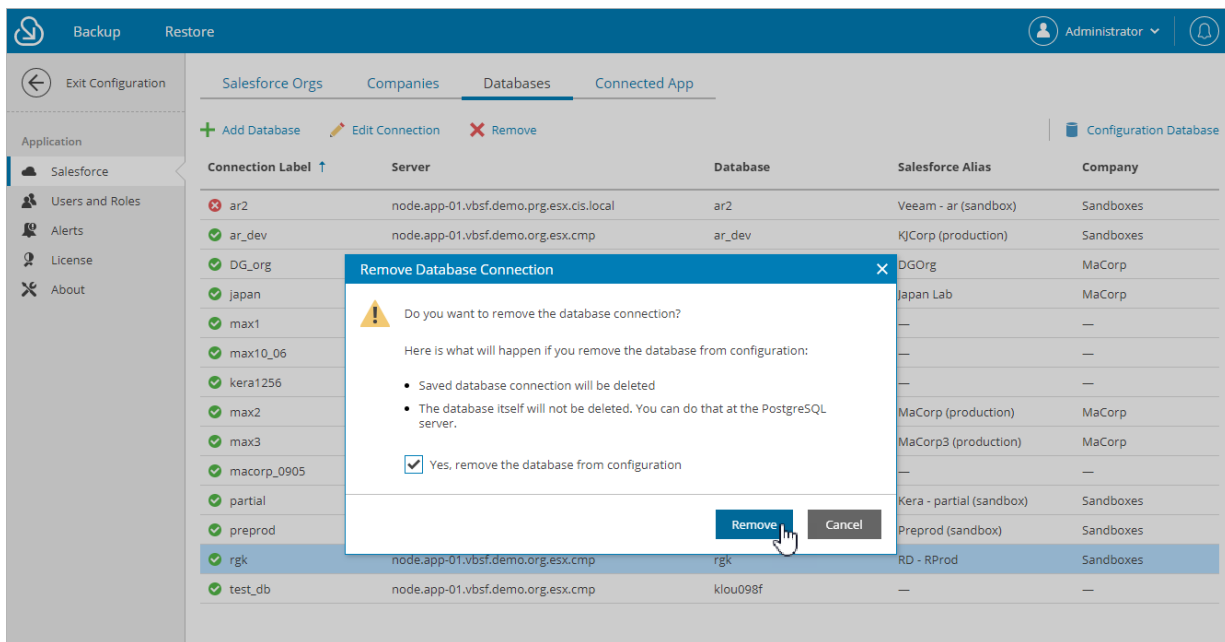 Backup Restore Administrator
Exit Configuration
Salesforce Orgs Companies Databases Connected App
Application
Salesforce
Users and Roles
Alerts
License
About
Add Database Edit Connection Remove Configuration Database
Connection Label ↑ Server Database Salesforce Alias Company
ar2 node.app-01.vbsf.demo.prg.esx.cis.local ar2 Veeam - ar (sandbox) Sandboxes
ar_dev node.app-01.vbsf.demo.org.esx.cmp ar_dev KJCorp (production) Sandboxes
DG_org DGOrg MaCorp
japan Japan Lab MaCorp
max1 — —
max10_06 — —
kera1256 — —
max2 MaCorp (production) MaCorp
max3 MaCorp3 (production) MaCorp
macorp_0905 — —
partial Kera - partial (sandbox) Sandboxes
preprod Preprod (sandbox) Sandboxes
rgk node.app-01.vbsf.demo.org.esx.cmp rgk RD - RProd Sandboxes
test_db node.app-01.vbsf.demo.org.esx.cmp klou098f — —
Remove Database Connection
Do you want to remove the database connection?
Here is what will happen if you remove the database from configuration:
• Saved database connection will be deleted
• The database itself will not be deleted. You can do that at the PostgreSQL
server.
Yes, remove the database from configuration
Remove Cancel